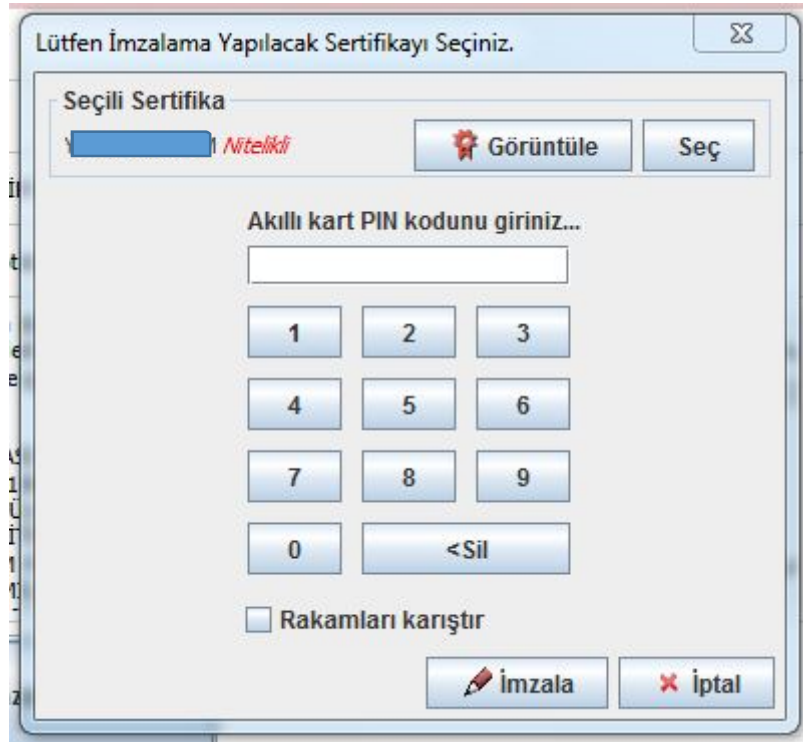 Lütfen İmzalama Yapılacak Sertifikayı Seçiniz.
Seçili Sertifika
Nitelikli Görüntüle Seç
Akıllı kart PIN kodunu giriniz...
1 2 3
4 5 6
7 8 9
0 <Sil
Rakamları karıştır
İmzala İptal